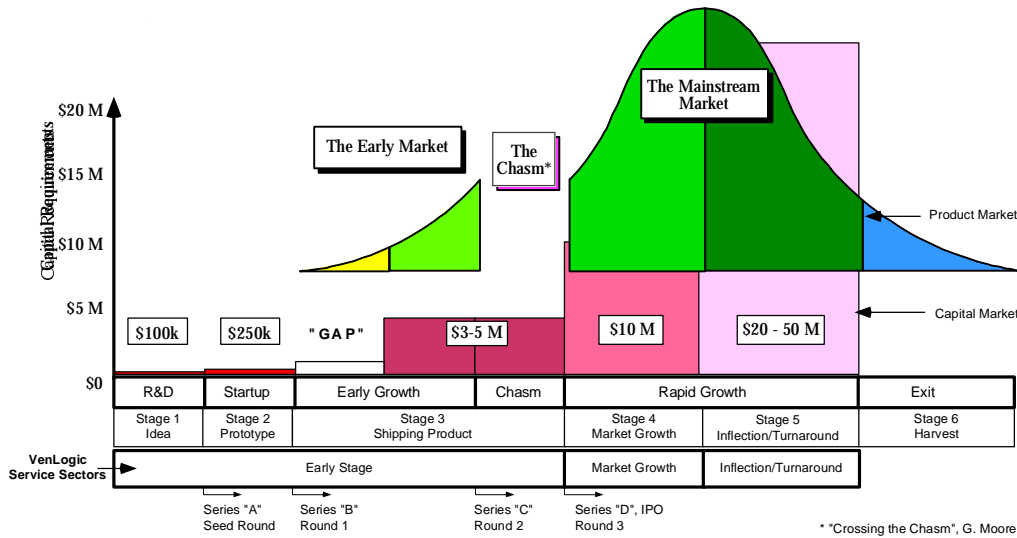 $20 M
$15 M
$10 M
$5 M
$0
Capital Requirements
The Early Market
The
Chasm*
The Mainstream
Market
Product Market
Capital Market
$100k
$250k
"GAP"
$3-5 M
$10 M
$20 - 50 M
R&D
Startup
Early Growth
Chasm
Rapid Growth
Exit
Stage 1
Idea
Stage 2
Prototype
Stage 3
Shipping Product
Stage 4
Market Growth
Stage 5
Inflection/Turnaround
Stage 6
Harvest
VenLogic
Service Sectors
Early Stage
Market Growth
Inflection/Turnaround
Series "A"
Seed Round
Series "B"
Round 1
Series "C"
Round 2
Series "D", IPO
Round 3
* "Crossing the Chasm", G. Moore